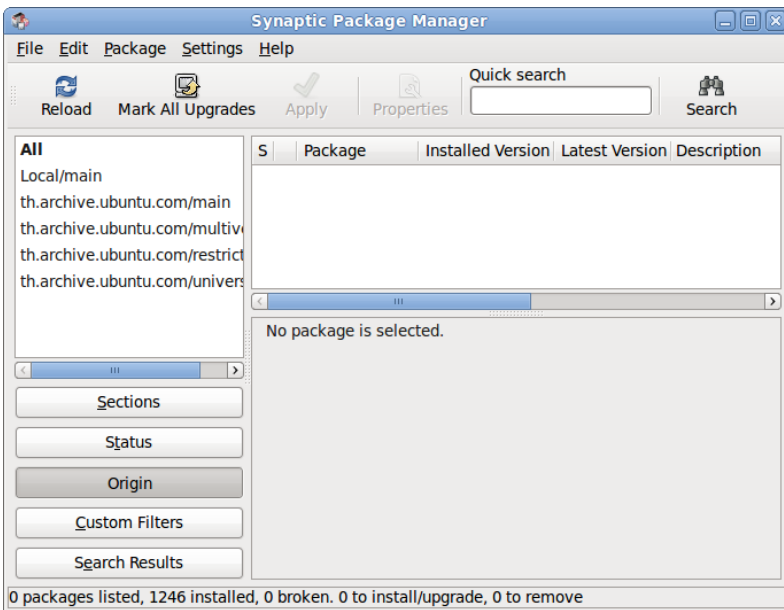 Synaptic Package Manager
File Edit Package Settings Help
Reload Mark All Upgrades Apply Properties Quick search Search
All
Local/main
th.archive.ubuntu.com/main
th.archive.ubuntu.com/multiv
th.archive.ubuntu.com/restrict
th.archive.ubuntu.com/univers
S Package Installed Version Latest Version Description
No package is selected.
Sections
Status
Origin
Custom Filters
Search Results
0 packages listed, 1246 installed, 0 broken. 0 to install/upgrade, 0 to remove